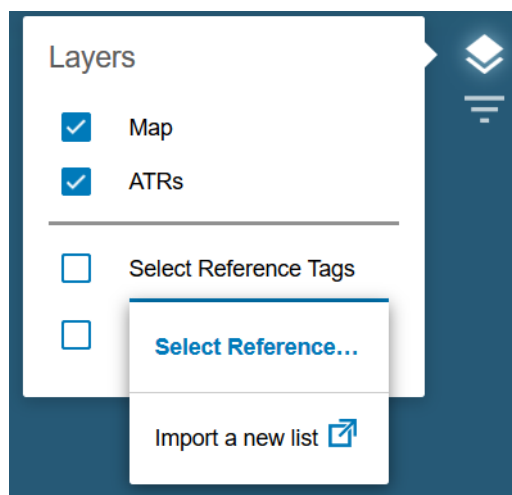 Layers
Map
ATRs
Select Reference Tags
Select Reference...
Import a new list